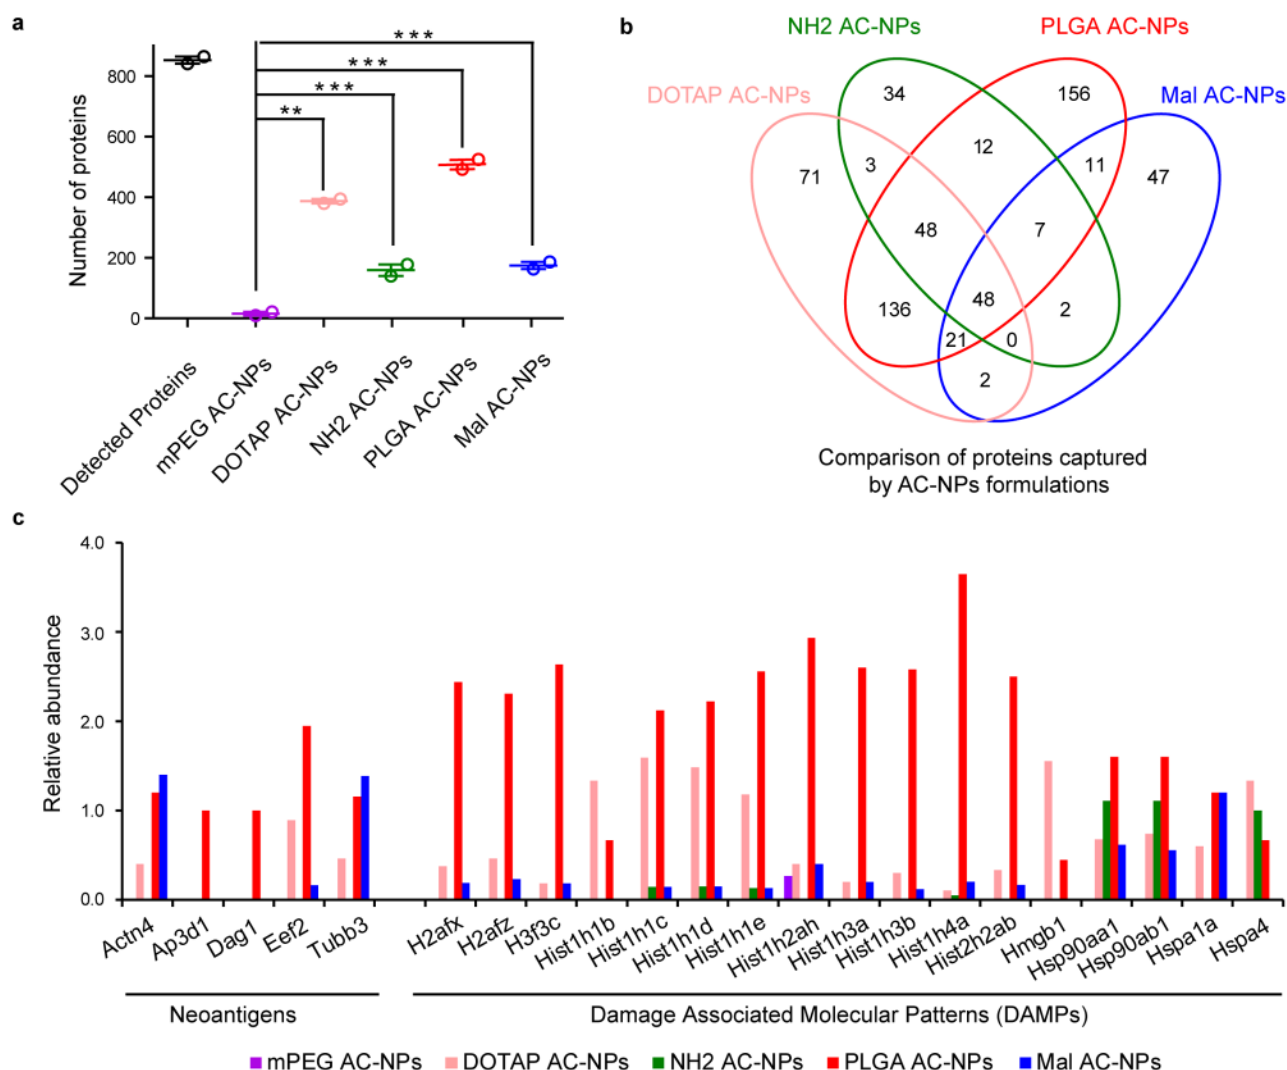 a
Number of proteins
800
600
400
200
0
***
***
***
**
Detected Proteins
mPEG AC-NPs
DOTAP AC-NPs
NH2 AC-NPs
PLGA AC-NPs
Mal AC-NPs
b
NH2 AC-NPs
PLGA AC-NPs
DOTAP AC-NPs
Mal AC-NPs
34
156
12
71
3
11
47
48
7
136
48
2
21
0
2
Comparison of proteins captured
by AC-NPs formulations
c
Relative abundance
4.0
3.0
2.0
1.0
0.0
Actn4
Ap3d1
Dag1
Eef2
Tubb3
H2afx
H2afz
H3f3c
Hist1h1b
Hist1h1c
Hist1h1d
Hist1h1e
Hist1h2ah
Hist1h3a
Hist1h3b
Hist1h4a
Hist2h2ab
Hmgb1
Hsp90aa1
Hsp90ab1
Hspa1a
Hspa4
Neoantigens
Damage Associated Molecular Patterns (DAMPs)
mPEG AC-NPs DOTAP AC-NPs NH2 AC-NPs PLGA AC-NPs Mal AC-NPs